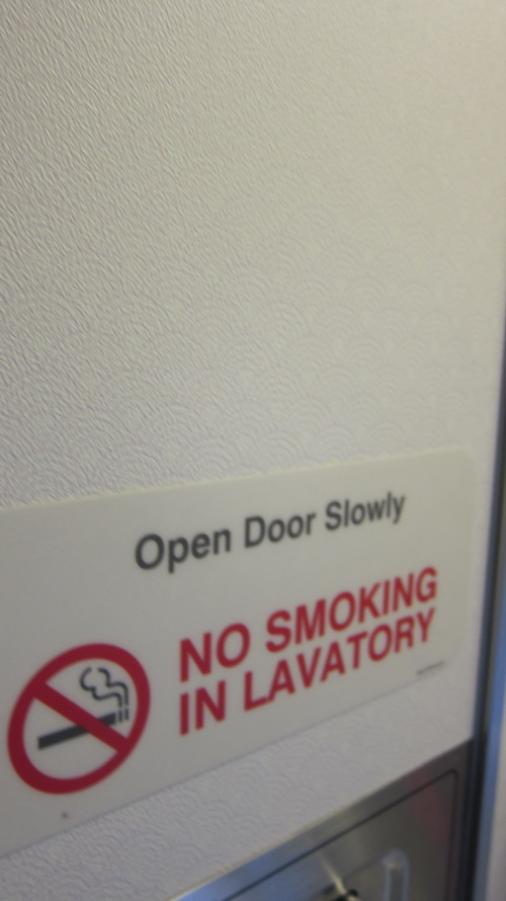 Open Door Slowly
NO SMOKING
IN LAVATORY